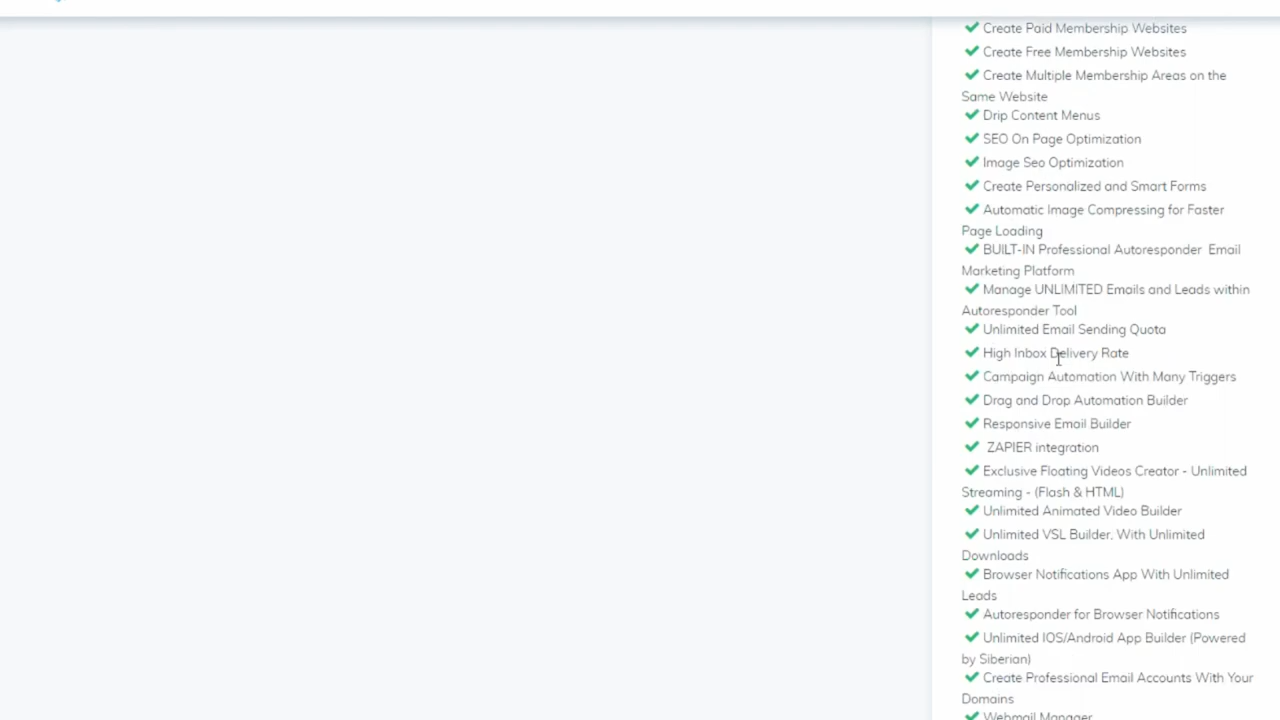 Create Paid Membership Websites
Create Free Membership Websites
Create Multiple Membership Areas on the
Same Website
Drip Content Menus
SEO On Page Optimization
Image Seo Optimization
Create Personalized and Smart Forms
Automatic Image Compressing for Faster
Page Loading
BUILT-IN Professional Autoresponder Email
Marketing Platform
Manage UNLIMITED Emails and Leads within
Autoresponder Tool
Unlimited Email Sending Quota
High Inbox Delivery Rate
Campaign Automation With Many Triggers
Drag and Drop Automation Builder
Responsive Email Builder
ZAPIER integration
Exclusive Floating Videos Creator - Unlimited
Streaming - (Flash & HTML)
Unlimited Animated Video Builder
Unlimited VSL Builder. With Unlimited
Downloads
Browser Notifications App With Unlimited
Leads
Autoresponder for Browser Notifications
Unlimited IOS/Android App Builder (Powered
by Siberian)
Create Professional Email Accounts With Your
Domains
Webmail Manager